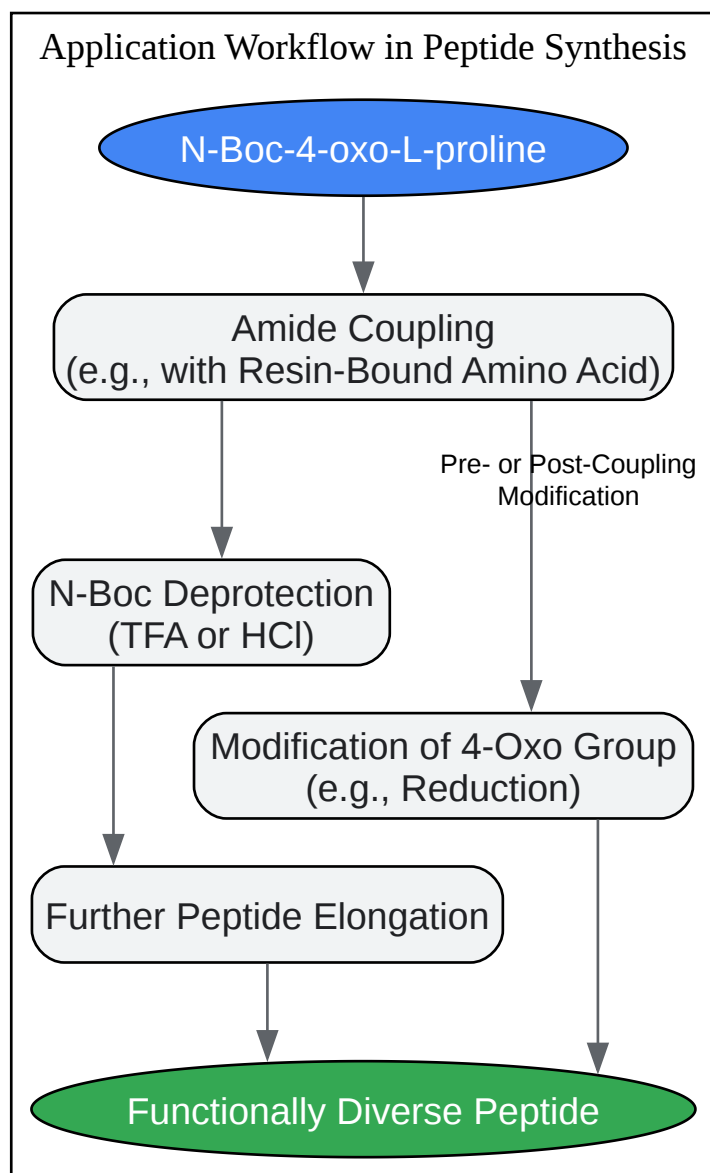 Application Workflow in Peptide Synthesis
N-Boc-4-oxo-L-proline
Amide Coupling
(e.g., with Resin-Bound Amino Acid)
Pre- or Post-Coupling
Modification
N-Boc Deprotection
(TFA or HCl)
Modification of 4-Oxo Group
(e.g., Reduction)
Further Peptide Elongation
Functionally Diverse Peptide